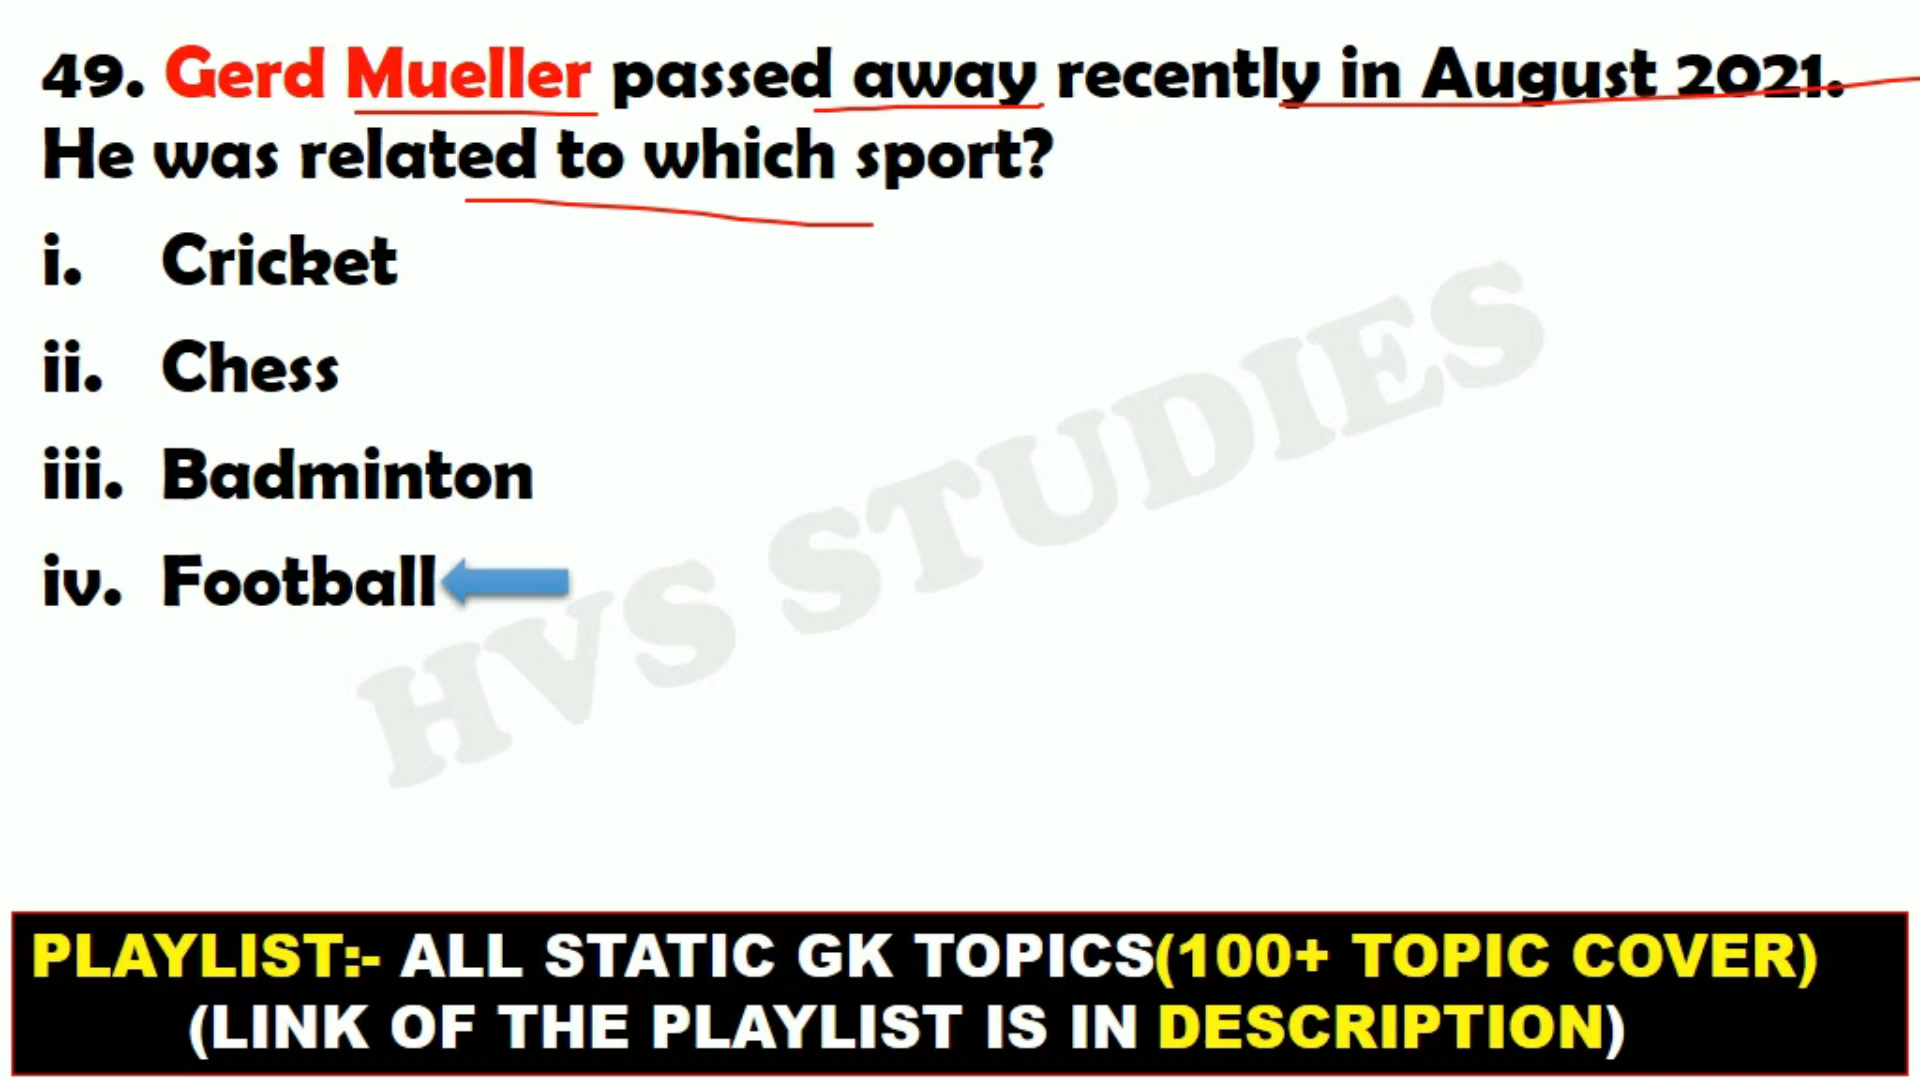 49. Gerd Mueller passed away recently in August 2021.
He was related to which sport?
i. Cricket
ii. Chess
iii. Badminton
iv. Football
HVS STUDIES
PLAYLIST:- ALL STATIC GK TOPICS(100+ TOPIC COVER)
(LINK OF THE PLAYLIST IS IN DESCRIPTION)